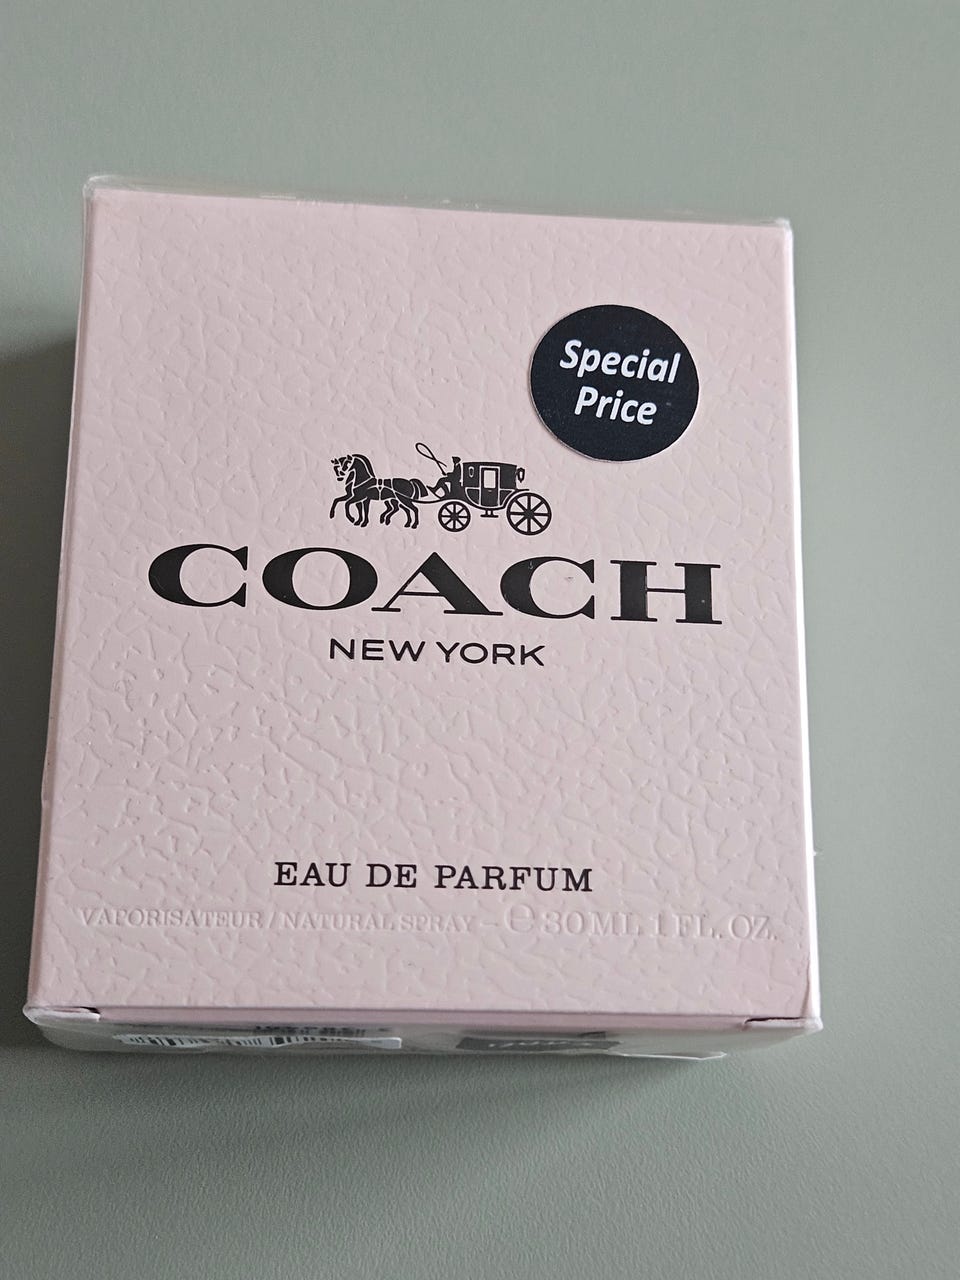 Special
Price
COACH
NEW YORK
EAU DE PARFUM
VAPORISATEUR / NATURAL SPRAY – ℮ 30 ML 1 FL. OZ.